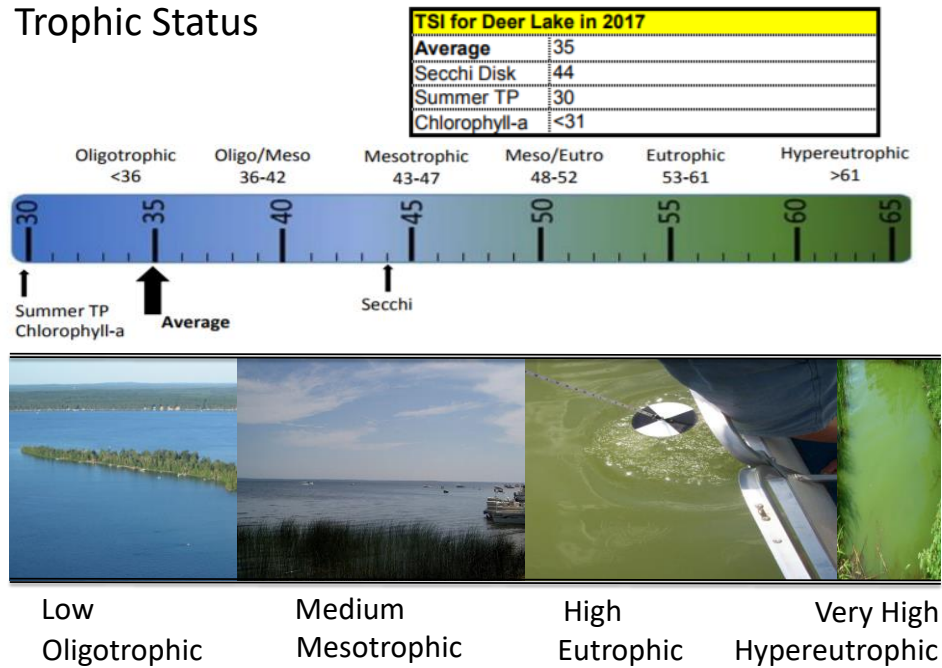 Trophic Status
TSI for Deer Lake in 2017
Average 35
Secchi Disk 44
Summer TP 30
Chlorophyll-a <31
Oligotrophic Oligo/Meso Mesotrophic Meso/Eutro Eutrophic Hypereutrophic
<36 36-42 43-47 48-52 53-61 >61
30 35 40 45 50 55 60 65
Summer TP
Chlorophyll-a
Average
Secchi
Low Medium High Very High
Oligotrophic Mesotrophic Eutrophic Hypereutrophic